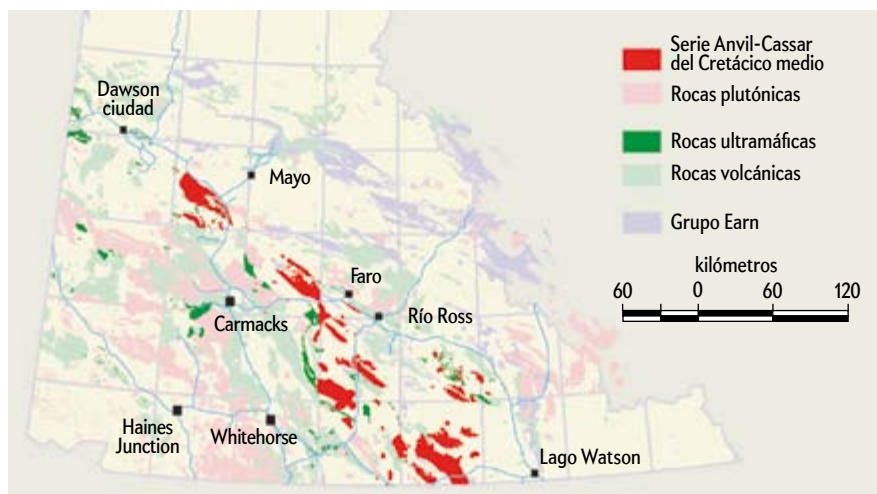 Serie Anvil-Cassar
del Cretácico medio
Rocas plutónicas
Rocas ultramáficas
Rocas volcánicas
Grupo Earn
kilómetros
60 0 60 120
Dawson
ciudad
Mayo
Faro
Río Ross
Carmacks
Haines
Junction
Whitehorse
Lago Watson